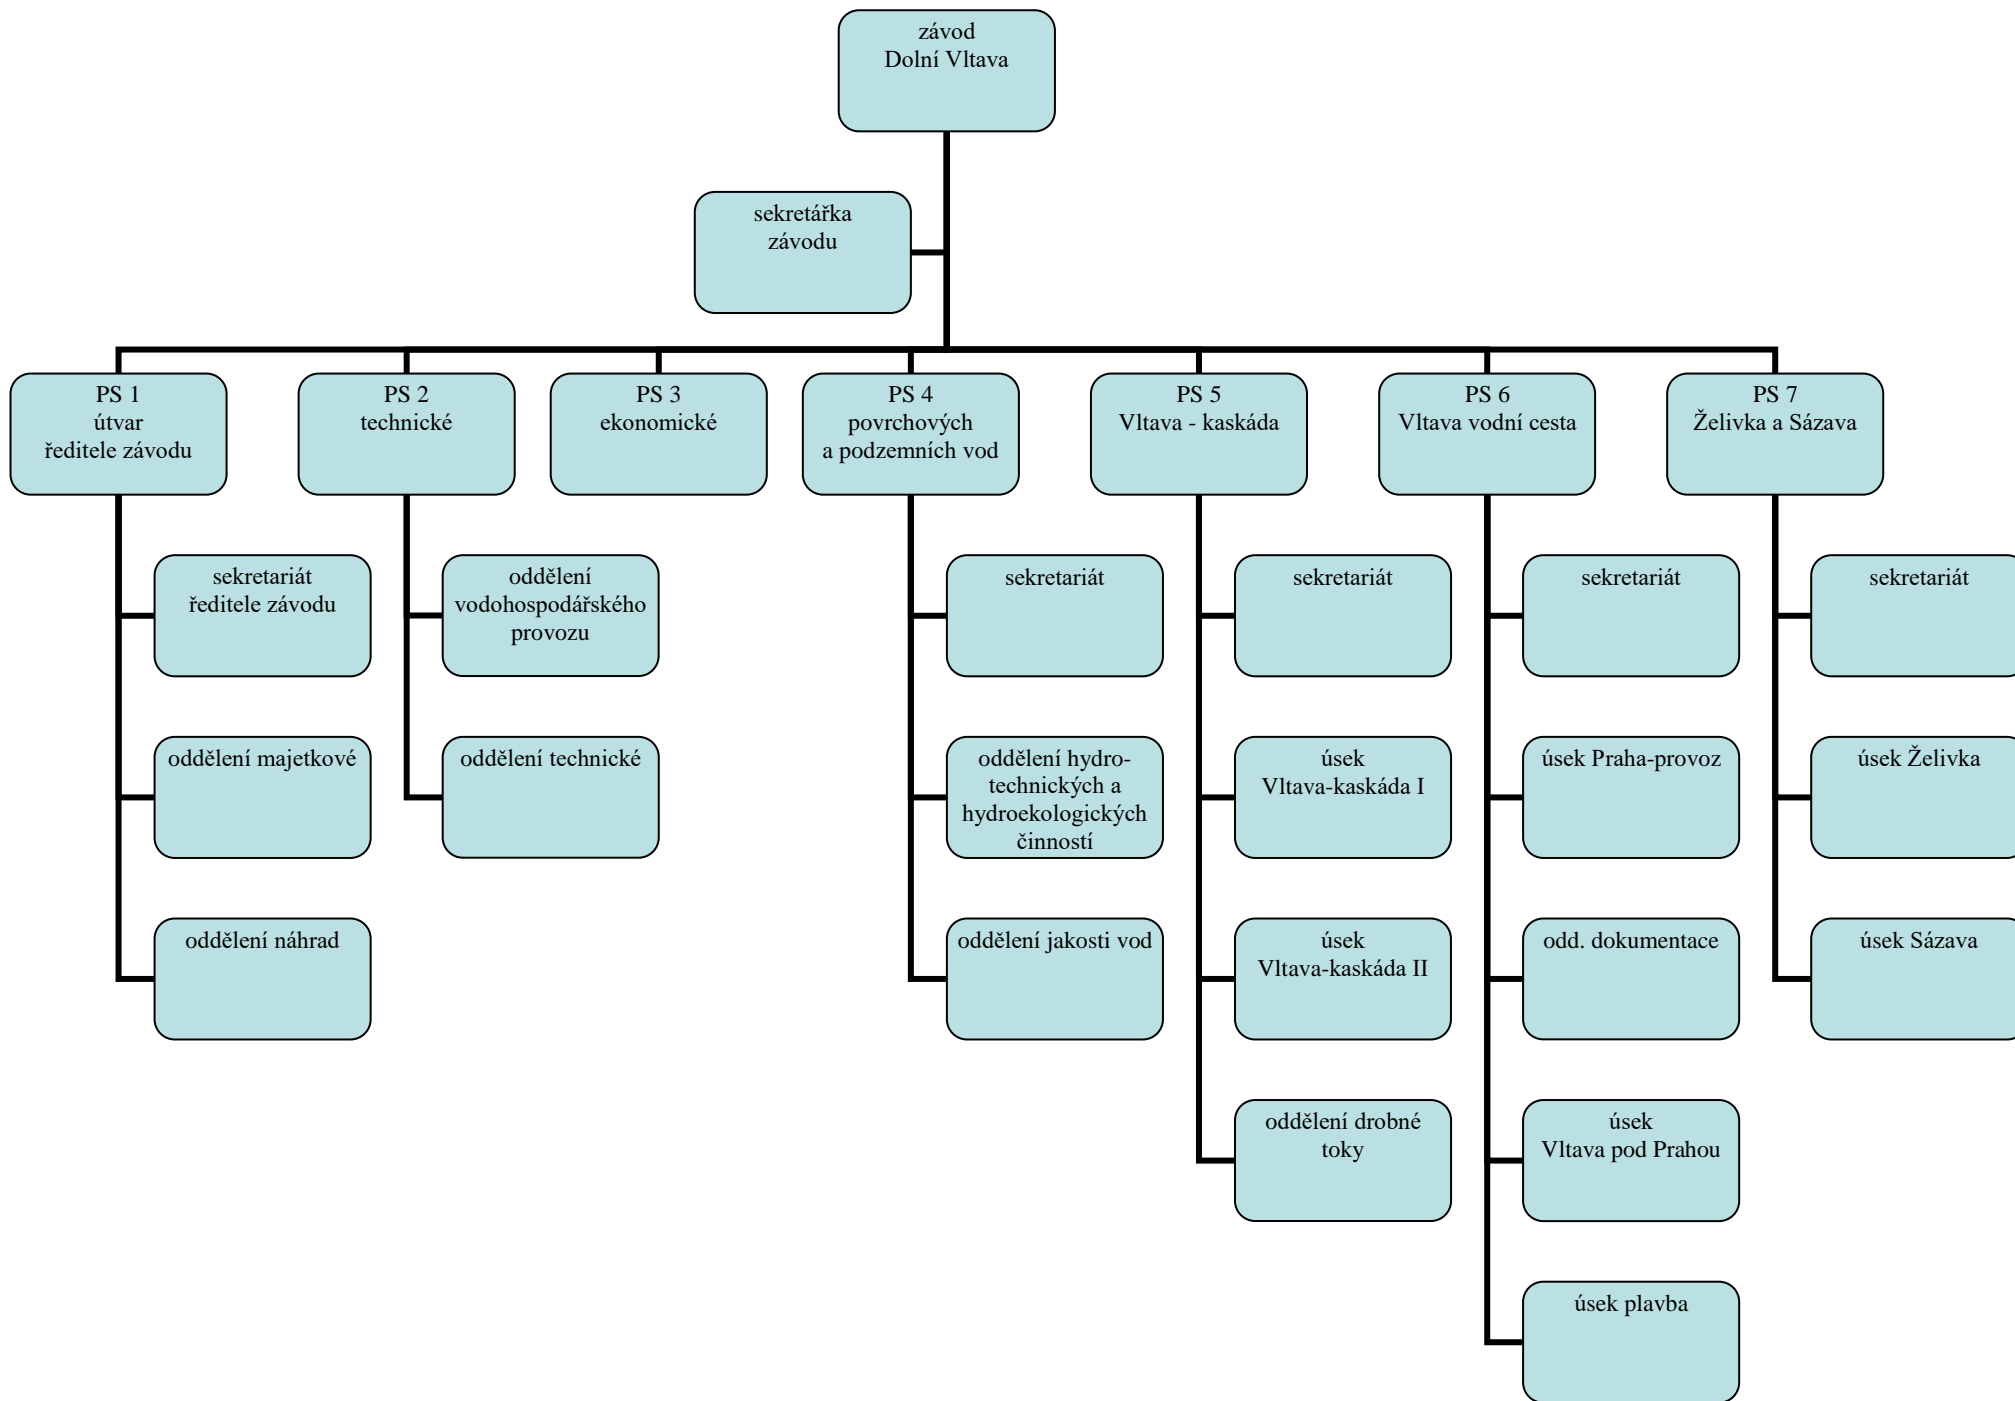 závod
Dolní Vltava
sekretářka
závodu
PS 1
útvar
ředitele závodu
PS 2
technické
PS 3
ekonomické
PS 4
povrchových
a podzemních vod
PS 5
Vltava - kaskáda
PS 6
Vltava vodní cesta
PS 7
Želivka a Sázava
sekretariát
ředitele závodu
oddělení
vodohospodářského
provozu
sekretariát
sekretariát
sekretariát
sekretariát
oddělení majetkové
oddělení technické
oddělení hydro-
technických a
hydroekologických
činností
úsek
Vltava-kaskáda I
úsek Praha-provoz
úsek Želivka
oddělení náhrad
oddělení jakosti vod
úsek
Vltava-kaskáda II
odd. dokumentace
úsek Sázava
oddělení drobné
toky
úsek
Vltava pod Prahou
úsek plavba